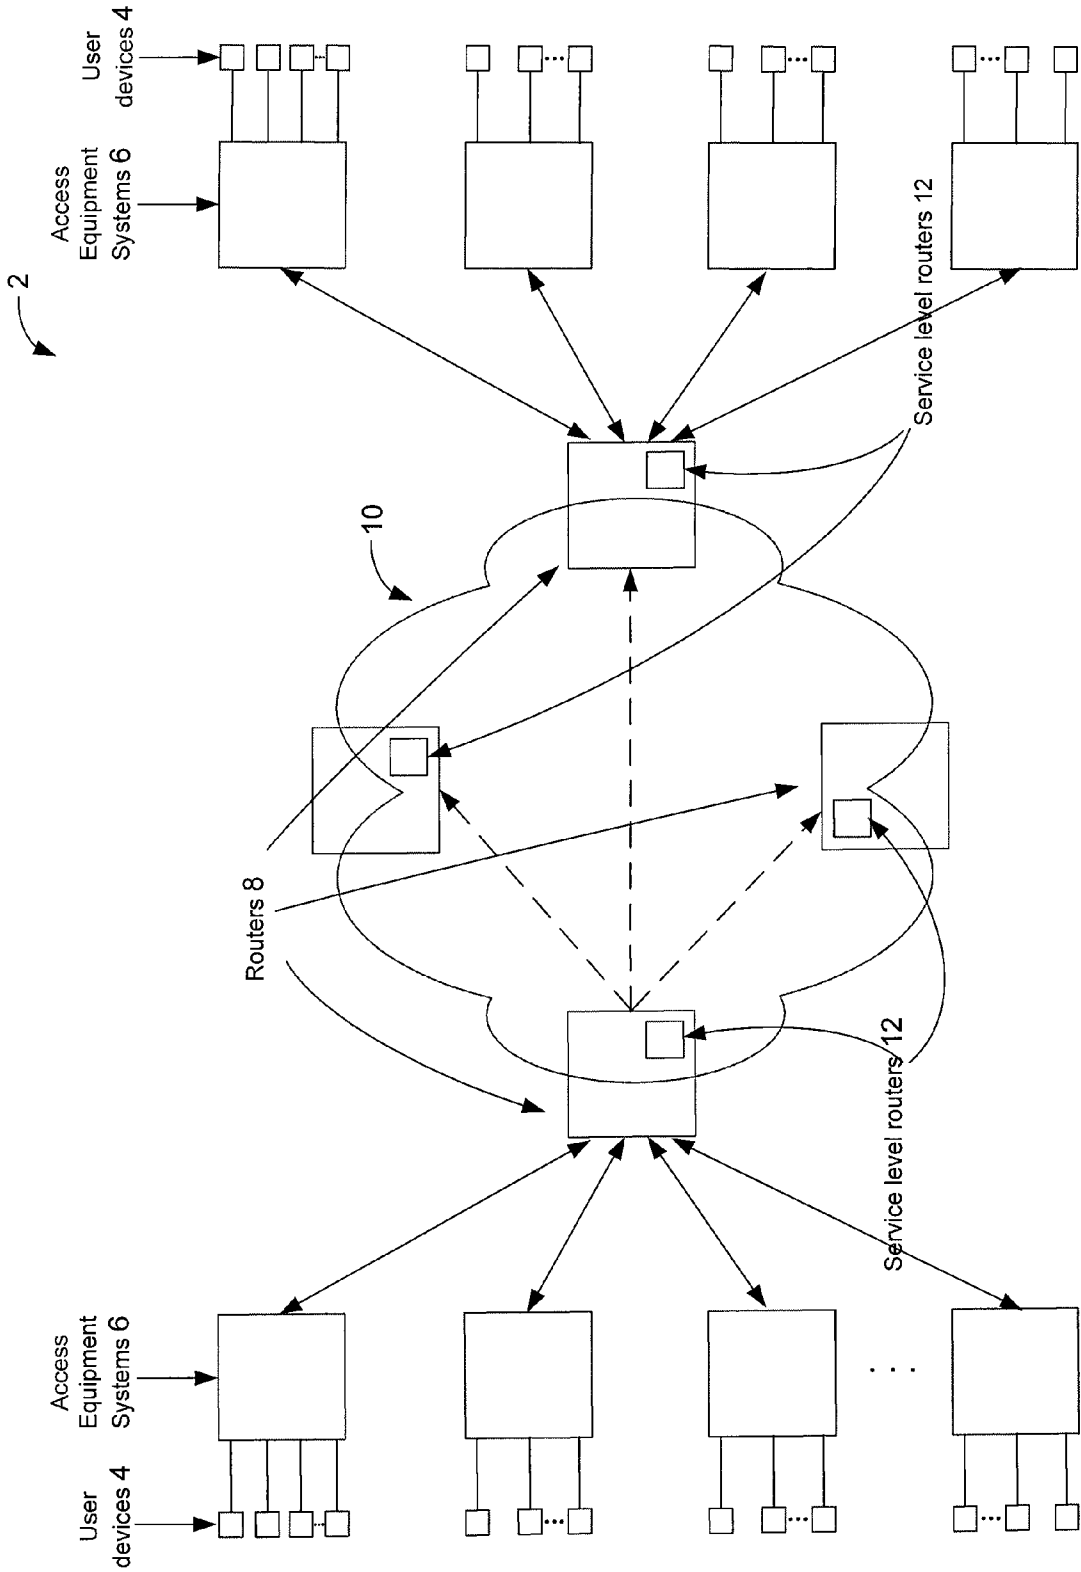 2
User
devices 4
Access
Equipment
Systems 6
10
Routers 8
Service level routers 12
Service level routers 12
Access
Equipment
Systems 6
User
devices 4
...
...
...
...
...
...
...
...
. . .